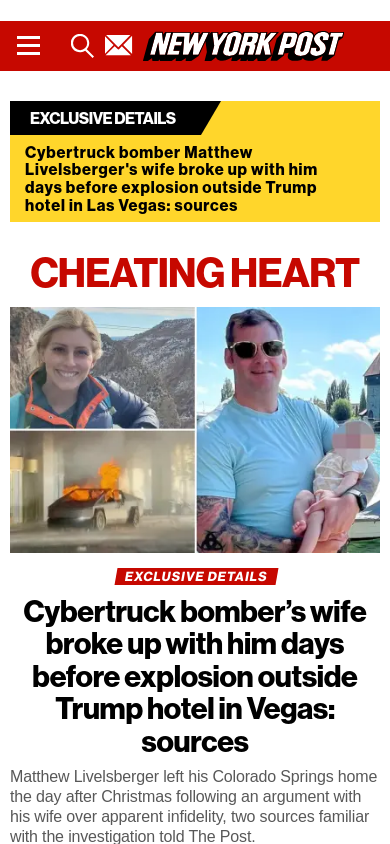 NEW YORK POST
EXCLUSIVE DETAILS
Cybertruck bomber Matthew
Livelsberger's wife broke up with him
days before explosion outside Trump
hotel in Las Vegas: sources
CHEATING HEART
EXCLUSIVE DETAILS
Cybertruck bomber’s wife
broke up with him days
before explosion outside
Trump hotel in Vegas:
sources
Matthew Livelsberger left his Colorado Springs home
the day after Christmas following an argument with
his wife over apparent infidelity, two sources familiar
with the investigation told The Post.